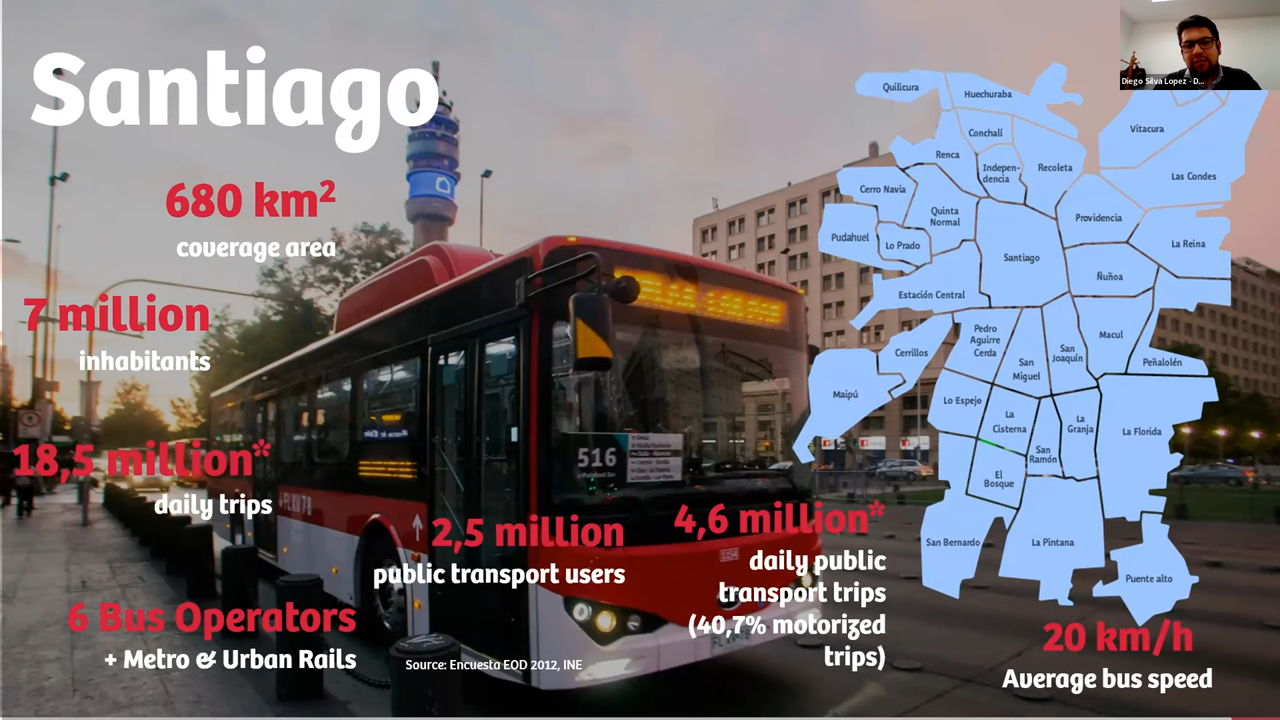 Santiago
680 km²
coverage area
7 million
inhabitants
18,5 million*
daily trips
6 Bus Operators
+ Metro & Urban Rails
2,5 million
public transport users
Source: Encuesta EOD 2012, INE
4,6 million*
daily public
transport trips
(40,7% motorized
trips)
20 km/h
Average bus speed
516
FLXV78
Diego Silva Lopez - D...
Quilicura
Huechuraba
Vitacura
Conchalí
Renca
Indepen-
dencia
Recoleta
Las Condes
Cerro Navia
Quinta
Normal
Providencia
Pudahuel
Lo Prado
La Reina
Santiago
Ñuñoa
Estación Central
Pedro
Aguirre
Cerda
Cerrillos
San
Miguel
San
Joaquín
Macul
Peñalolén
Maipú
Lo Espejo
La
Cisterna
La
Granja
La Florida
San
Ramón
El
Bosque
San Bernardo
La Pintana
Puente alto